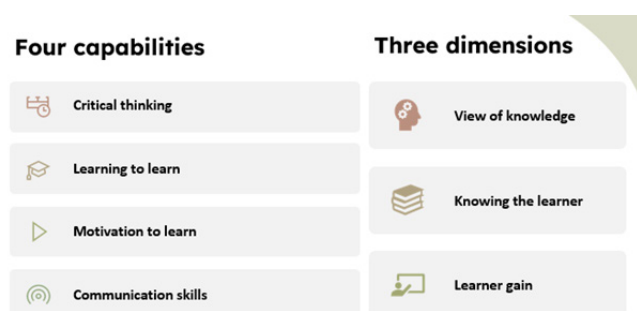 Four capabilities
Critical thinking
Learning to learn
Motivation to learn
Communication skills
Three dimensions
View of knowledge
Knowing the learner
Learner gain